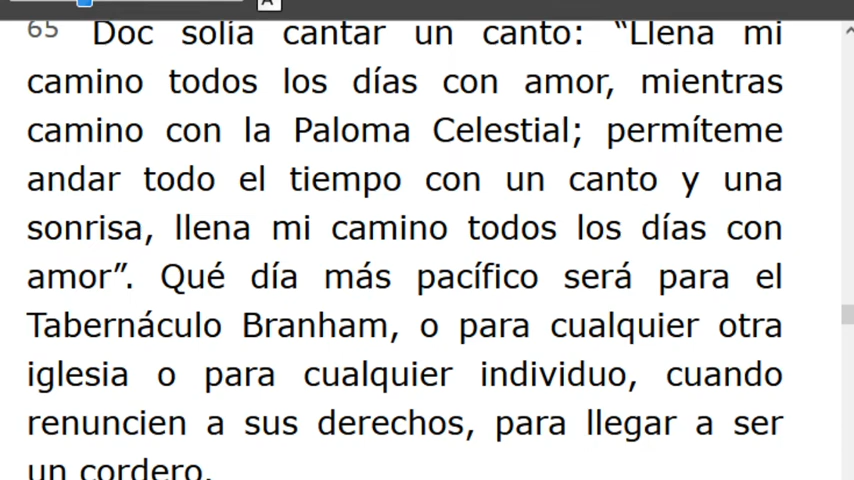 65 Doc solía cantar un canto: “Llena mi
camino todos los días con amor, mientras
camino con la Paloma Celestial; permíteme
andar todo el tiempo con un canto y una
sonrisa, llena mi camino todos los días con
amor”. Qué día más pacífico será para el
Tabernáculo Branham, o para cualquier otra
iglesia o para cualquier individuo, cuando
renuncien a sus derechos, para llegar a ser
un cordero.